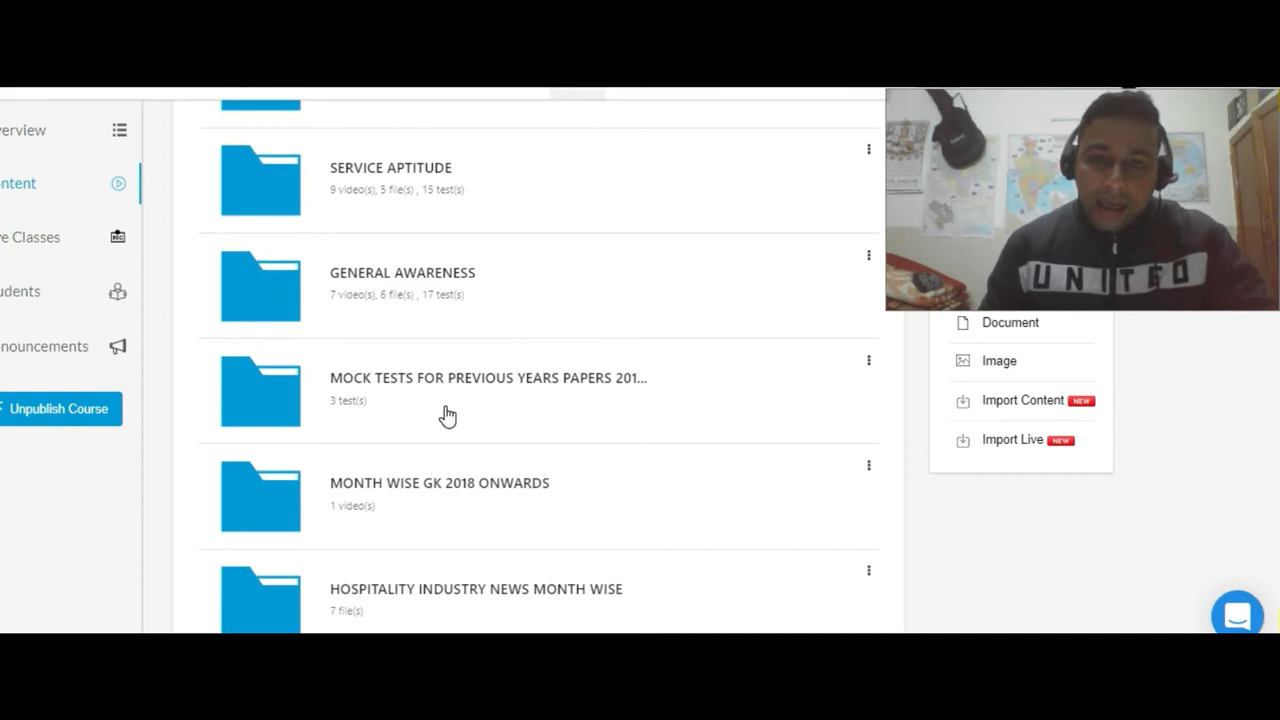 verview
ntent
e Classes
udents
nouncements
Unpublish Course
SERVICE APTITUDE
9 video(s), 5 file(s) , 15 test(s)
GENERAL AWARENESS
7 video(s), 6 file(s) , 17 test(s)
MOCK TESTS FOR PREVIOUS YEARS PAPERS 201...
3 test(s)
MONTH WISE GK 2018 ONWARDS
1 video(s)
HOSPITALITY INDUSTRY NEWS MONTH WISE
7 file(s)
UNITED
Document
Image
Import Content NEW
Import Live NEW